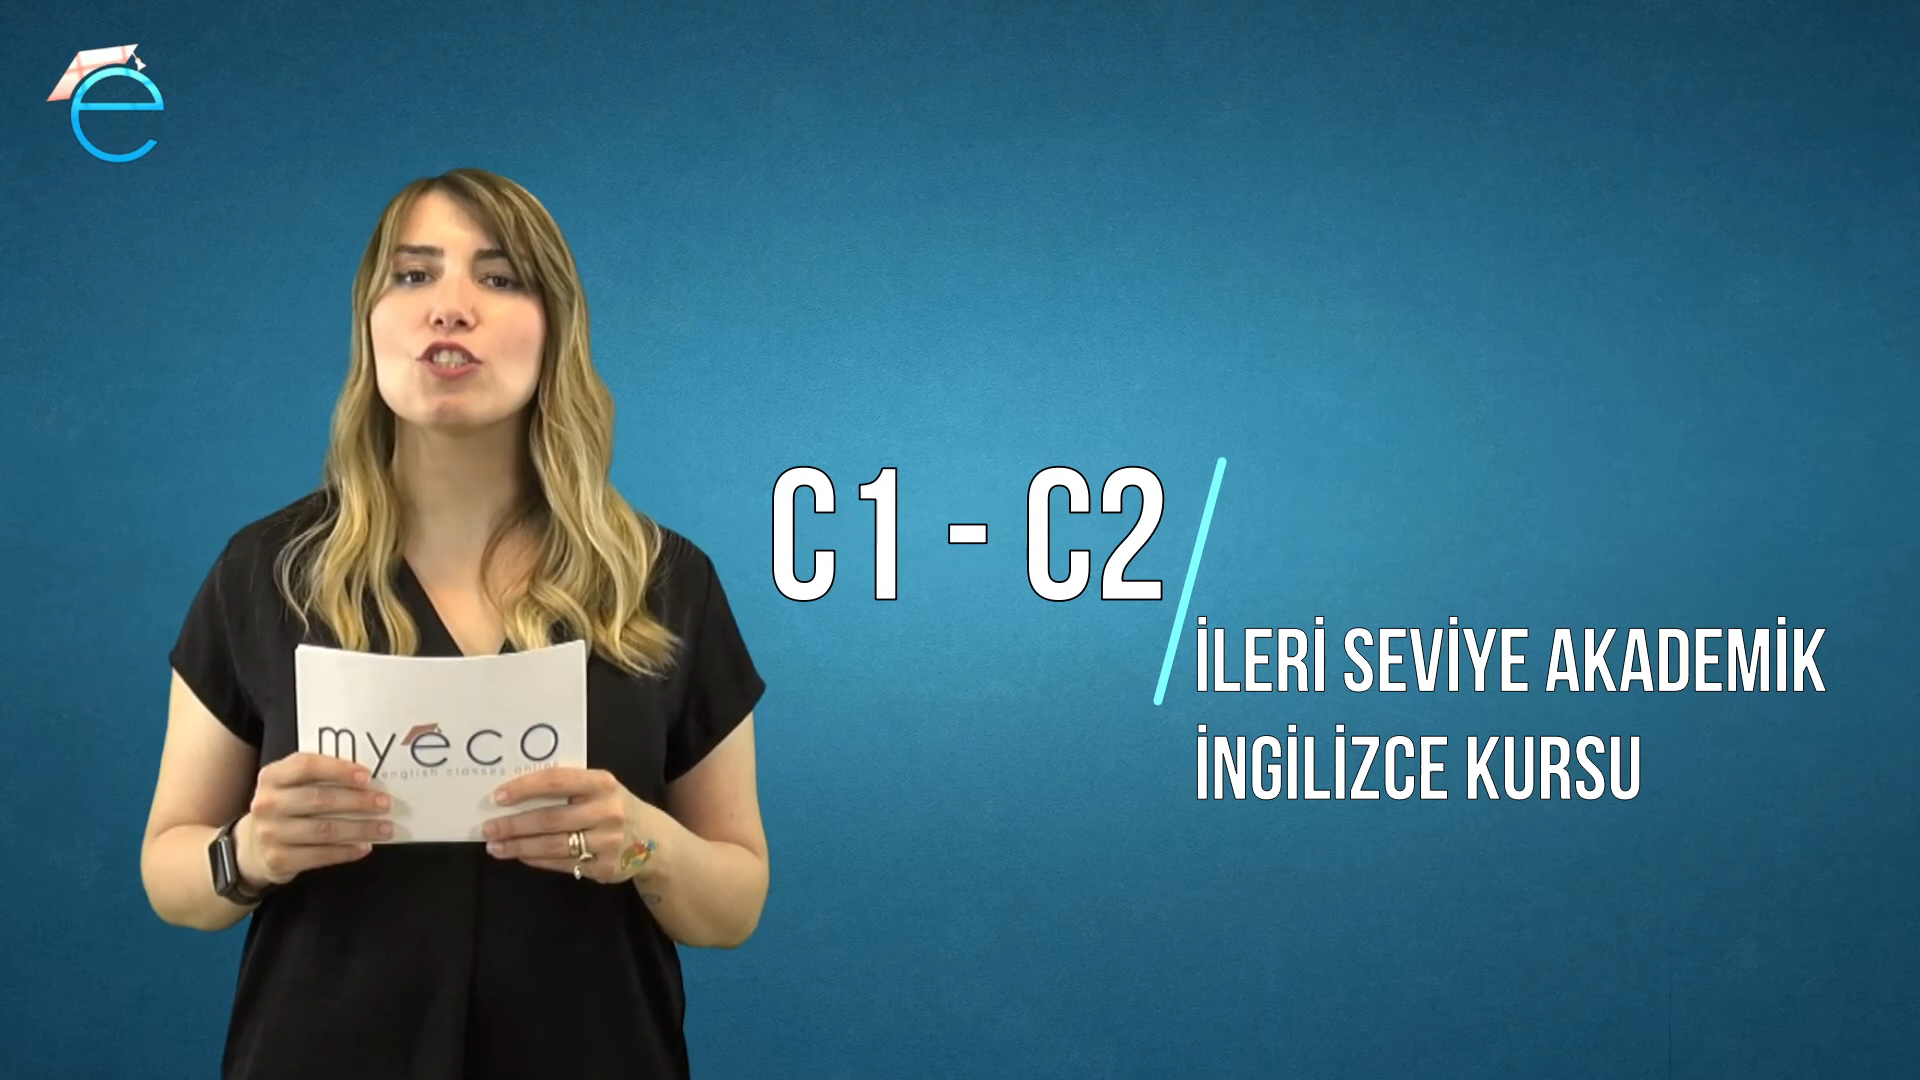 C1 - C2
İLERİ SEVİYE AKADEMİK
İNGİLİZCE KURSU
myeco
english classes online